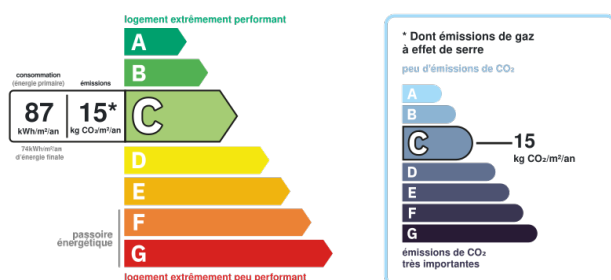 logement extrêmement performant
A
B
consommation
(énergie primaire)
émissions
87
kWh/m²/an
15*
kg CO₂/m²/an
C
74kWh/m²/an
d'énergie finale
D
E
F
G
passoire
énergétique
logement extrêmement peu performant
* Dont émissions de gaz
à effet de serre
peu d'émissions de CO₂
A
B
C
15
kg CO₂/m²/an
D
E
F
G
émissions de CO₂
très importantes